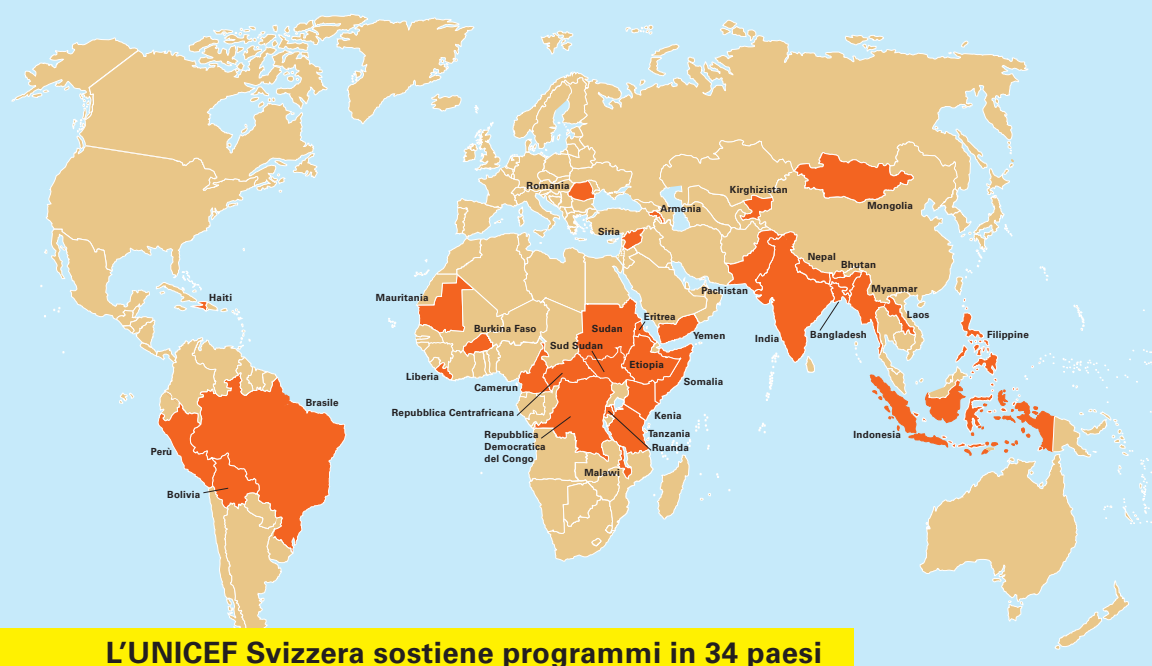 Romania
Kirghizistan
Armenia
Mongolia
Siria
Nepal
Bhutan
Haiti
Mauritania
Pachistan
Myanmar
Laos
Eritrea
Burkina Faso
Sudan
Yemen
India
Bangladesh
Filippine
Sud Sudan
Etiopia
Liberia
Camerun
Somalia
Brasile
Repubblica Centrafricana
Kenia
Repubblica
Democratica
del Congo
Tanzania
Ruanda
Indonesia
Perù
Malawi
Bolivia
L’UNICEF Svizzera sostiene programmi in 34 paesi